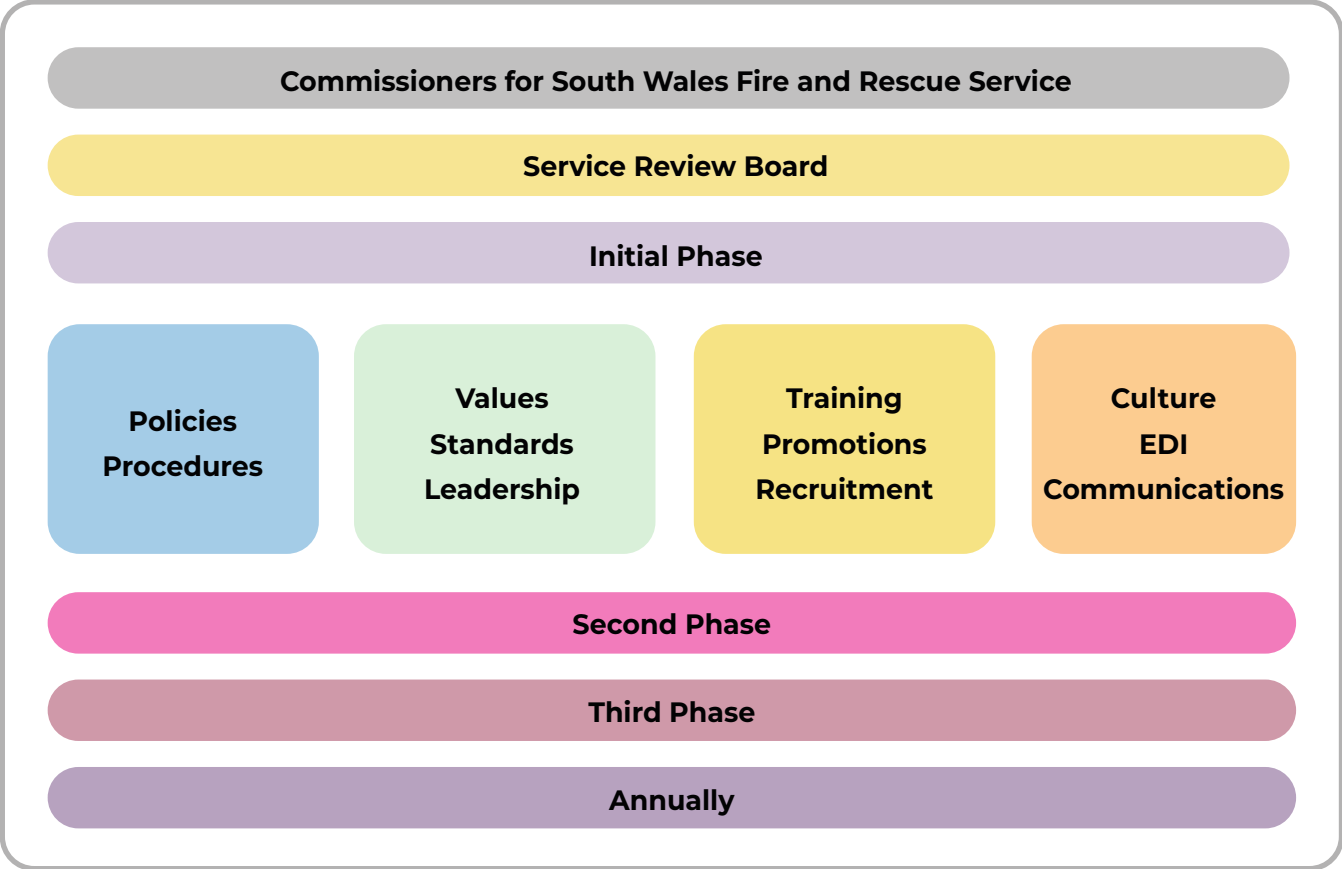 Commissioners for South Wales Fire and Rescue Service
Service Review Board
Initial Phase
Policies
Procedures
Values
Standards
Leadership
Training
Promotions
Recruitment
Culture
EDI
Communications
Second Phase
Third Phase
Annually